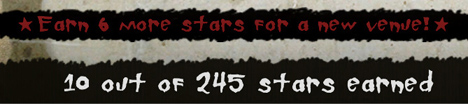 ★Earn 6 more stars for a new venue!★
10 out of 245 stars earned